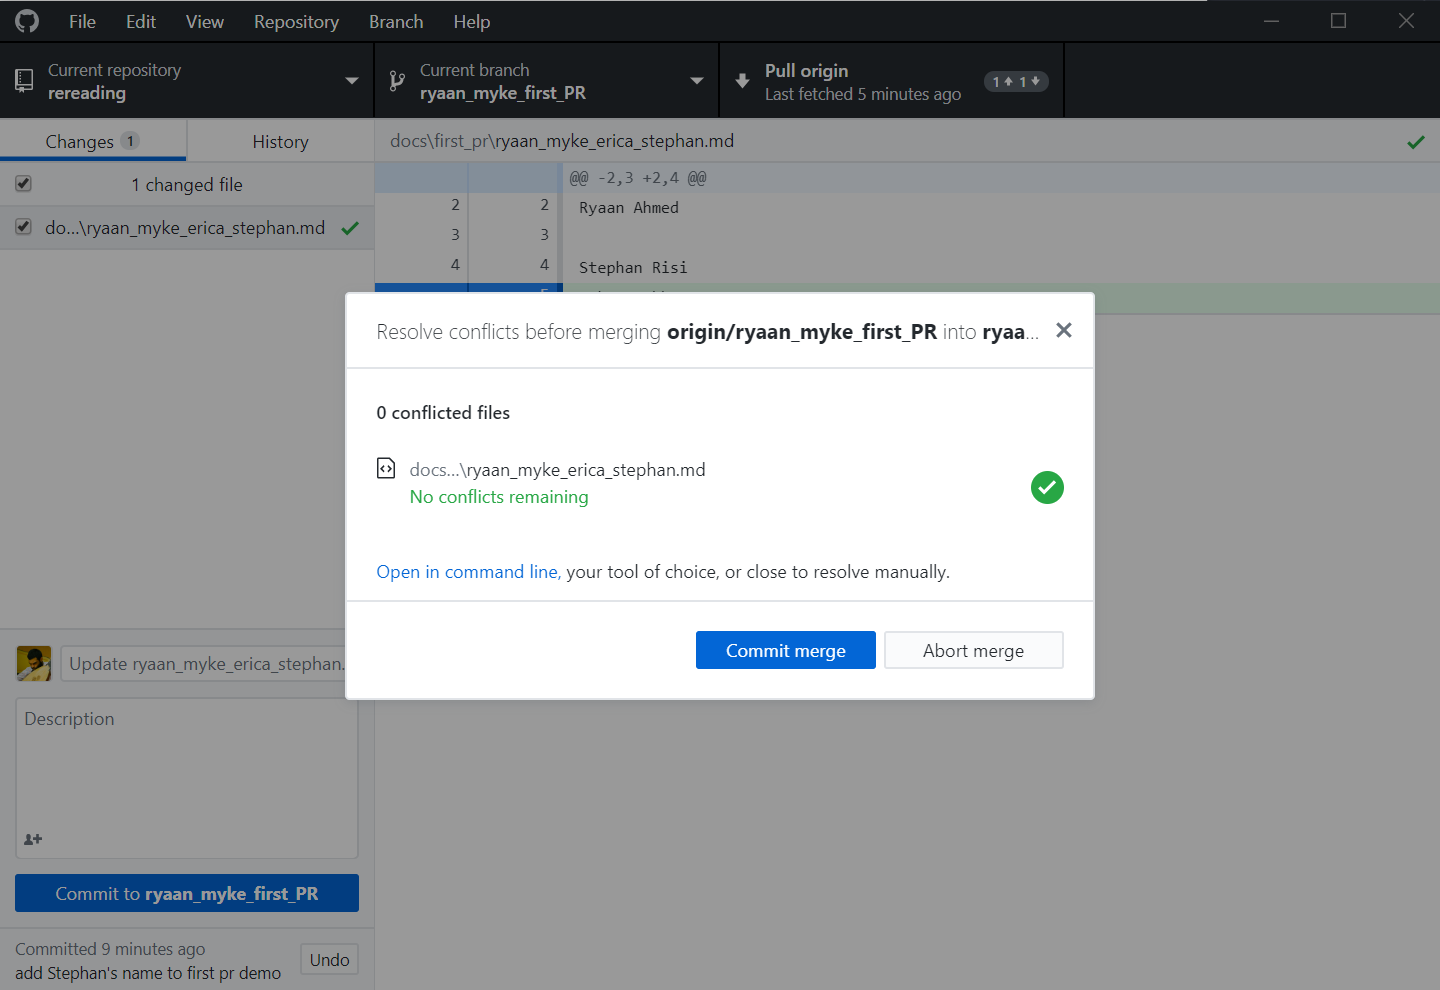 File Edit View Repository Branch Help
Current repository
rereading
Current branch
ryaan_myke_first_PR
Pull origin
Last fetched 5 minutes ago
1 1
Changes 1
History
docs\first_pr\ryaan_myke_erica_stephan.md
1 changed file
do...\ryaan_myke_erica_stephan.md
@@ -2,3 +2,4 @@
2 2 Ryaan Ahmed
3 3
4 4 Stephan Risi
Resolve conflicts before merging origin/ryaan_myke_first_PR into ryaa...
0 conflicted files
docs...\ryaan_myke_erica_stephan.md
No conflicts remaining
Open in command line, your tool of choice, or close to resolve manually.
Commit merge
Abort merge
Update ryaan_myke_erica_stephan.
Description
Commit to ryaan_myke_first_PR
Committed 9 minutes ago
add Stephan's name to first pr demo
Undo